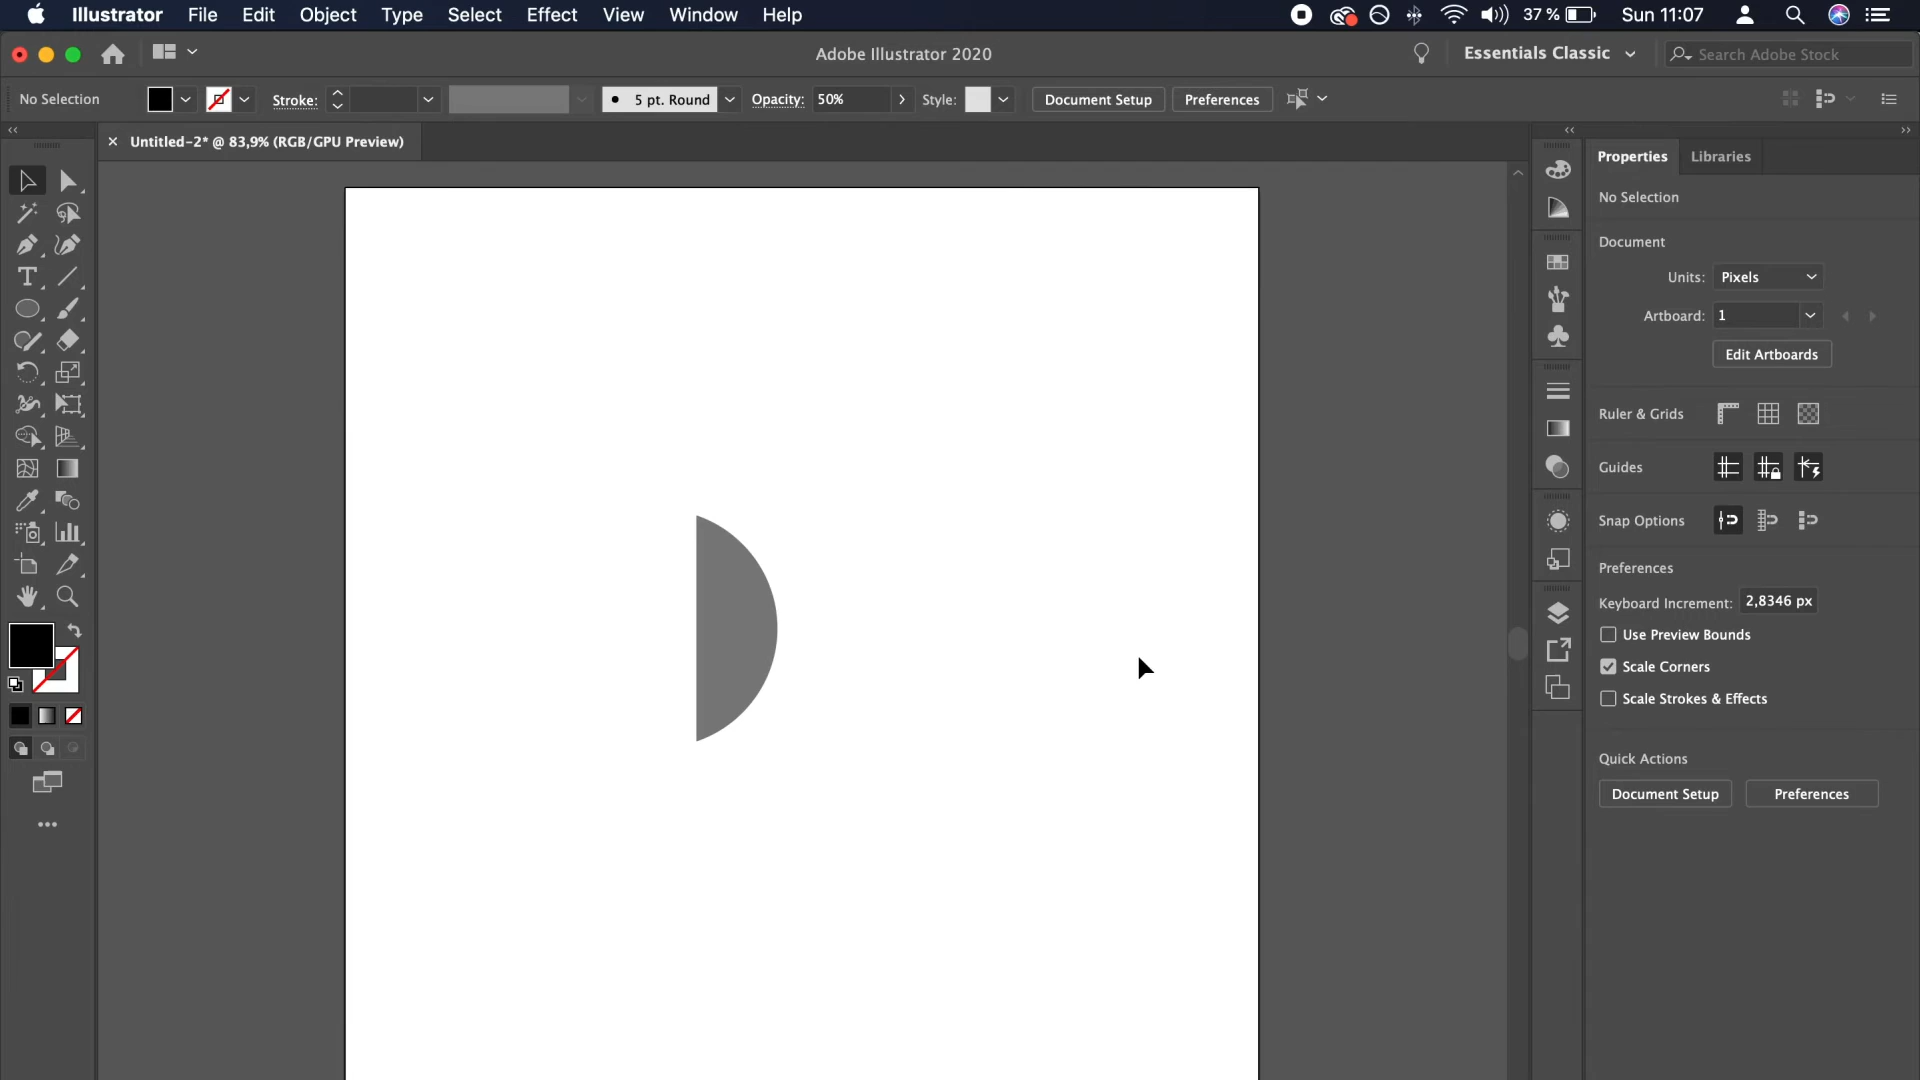 Illustrator File Edit Object Type Select Effect View Window Help 37 % Sun 11:07
Adobe Illustrator 2020 Essentials Classic Search Adobe Stock
No Selection Stroke: 5 pt. Round Opacity: 50% Style: Document Setup Preferences
Untitled-2* @ 83,9% (RGB/GPU Preview)
Properties Libraries
No Selection
Document
Units: Pixels
Artboard: 1
Edit Artboards
Ruler & Grids
Guides
Snap Options
Preferences
Keyboard Increment: 2,8346 px
Use Preview Bounds
Scale Corners
Scale Strokes & Effects
Quick Actions
Document Setup Preferences